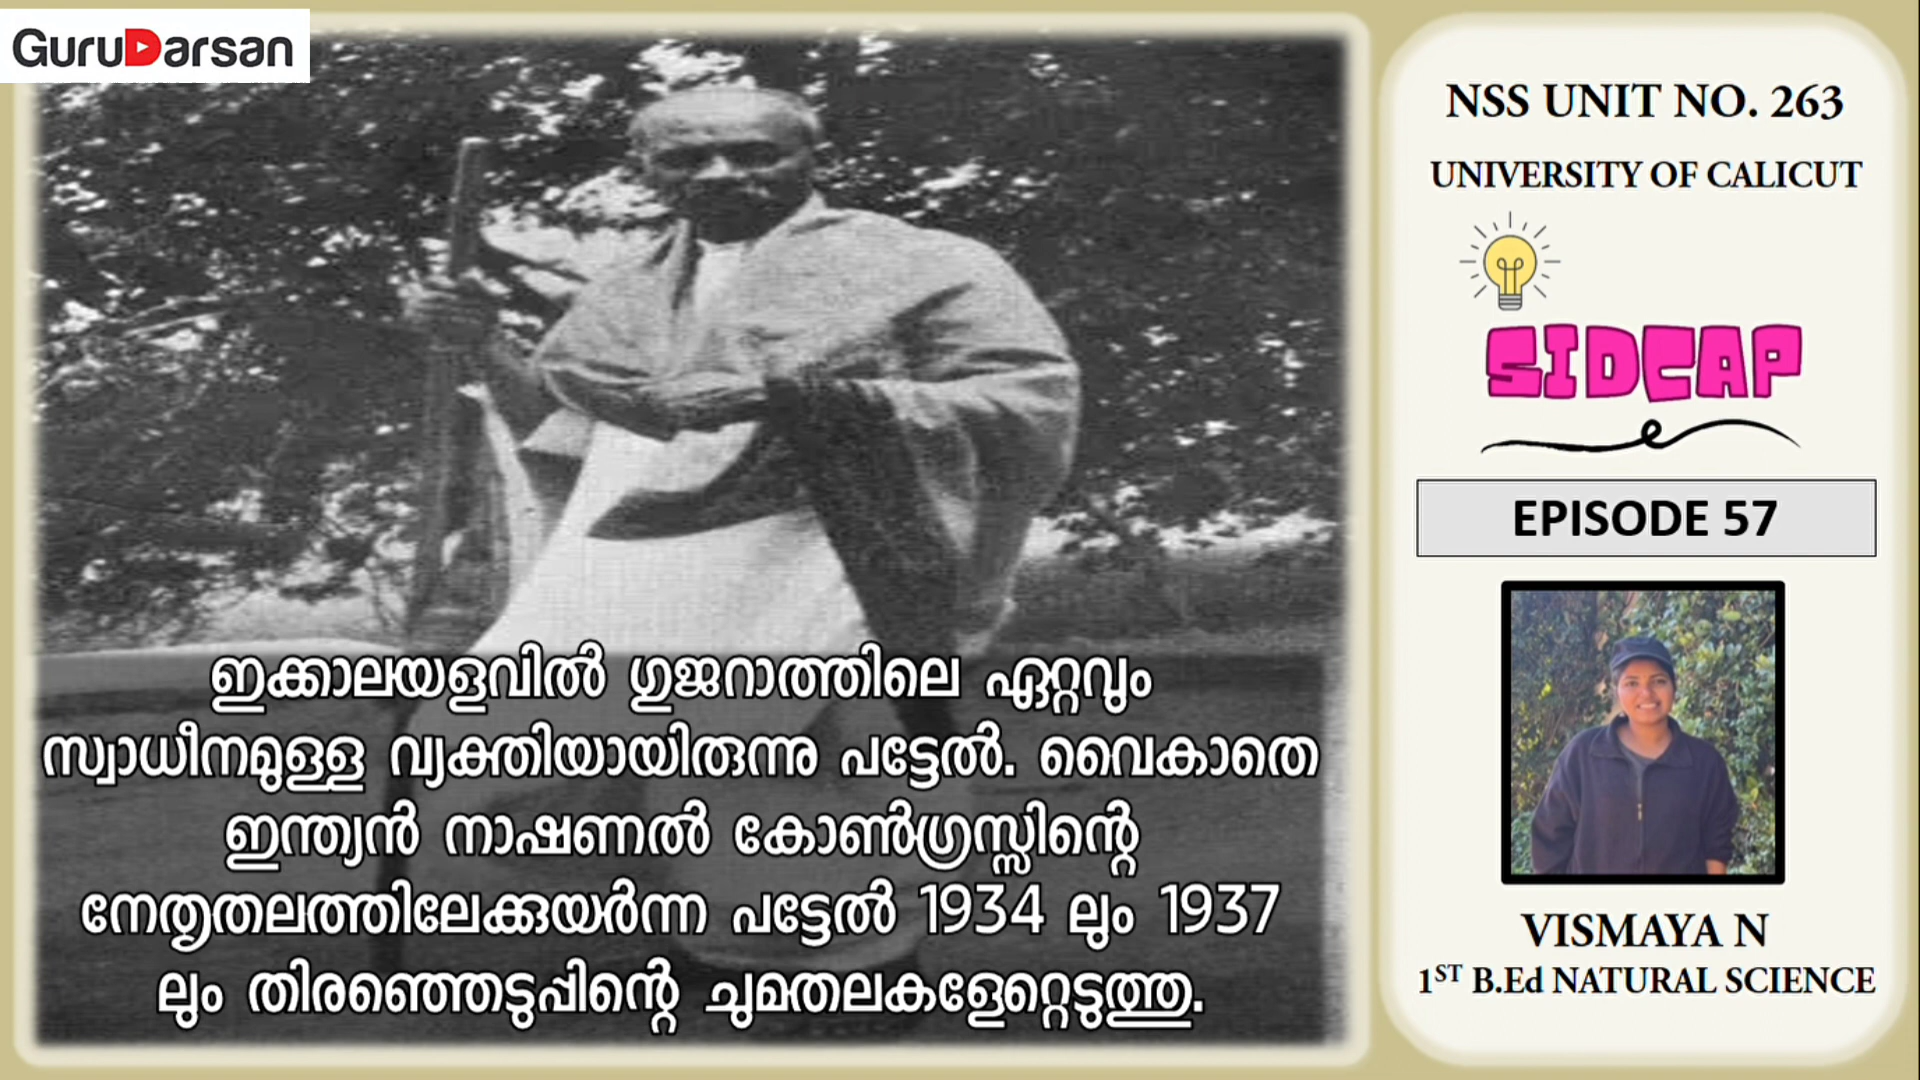 GuruDarsan
ഇക്കാലയളവിൽ ഗുജറാത്തിലെ ഏറ്റവും
സ്വാധീനമുള്ള വ്യക്തിയായിരുന്നു പട്ടേൽ. വൈകാതെ
ഇന്ത്യൻ നാഷണൽ കോൺഗ്രസ്സിന്റെ
നേതൃതലത്തിലേക്കുയർന്ന പട്ടേൽ 1934 ലും 1937
ലും തിരഞ്ഞെടുപ്പിന്റെ ചുമതലകളേറ്റെടുത്തു.
NSS UNIT NO. 263
UNIVERSITY OF CALICUT
SIDCAP
EPISODE 57
VISMAYA N
1ST B.Ed NATURAL SCIENCE